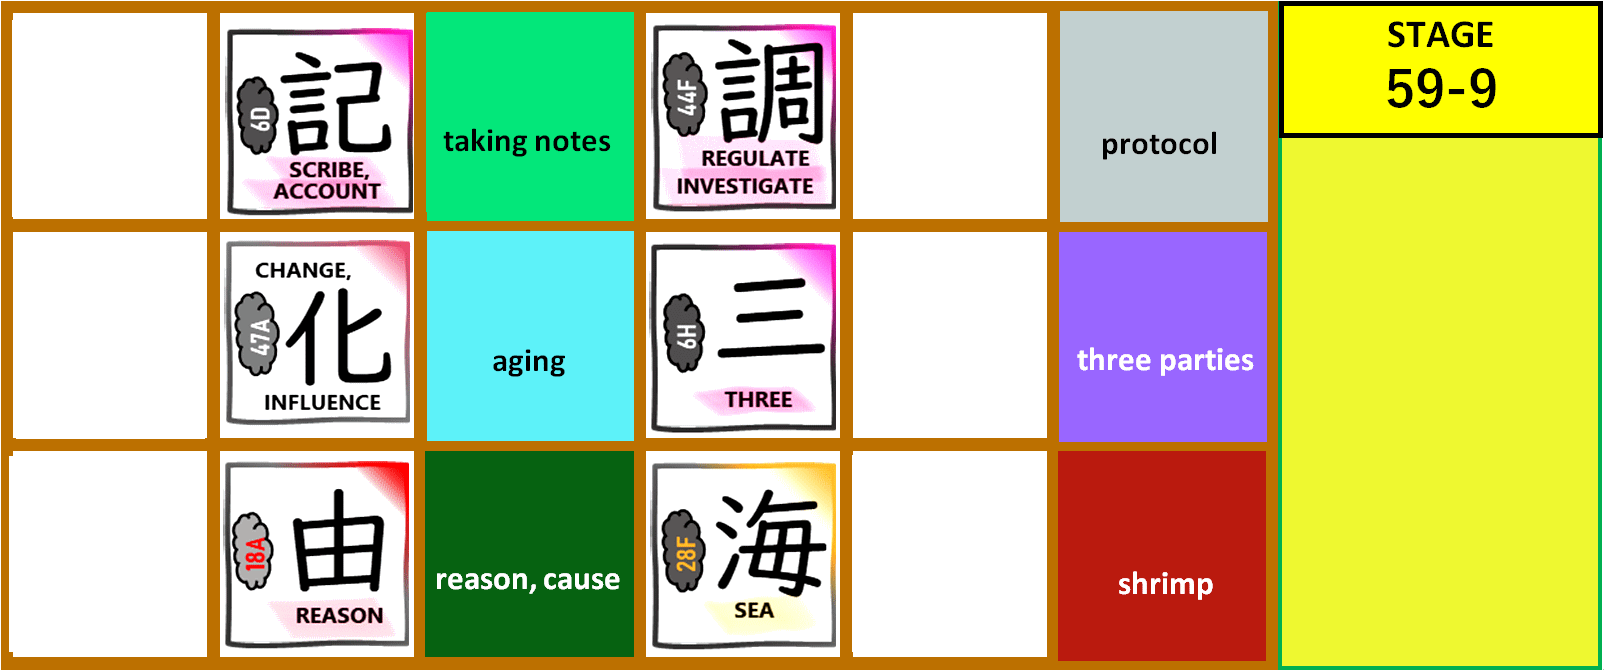 6D
記
SCRIBE,
ACCOUNT
taking notes
44F
調
REGULATE
INVESTIGATE
protocol
STAGE
59-9
CHANGE,
47A
化
INFLUENCE
aging
6H
三
THREE
three parties
18A
由
REASON
reason, cause
28F
海
SEA
shrimp